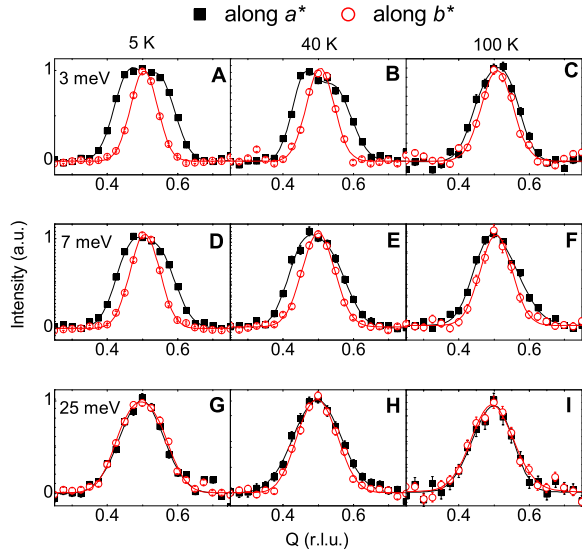 ■ along a* ○ along b*
5 K 40 K 100 K
3 meV A B C
1
0
0.4 0.6 0.4 0.6 0.4 0.6
Intensity (a.u.)
7 meV D E F
1
0
0.4 0.6 0.4 0.6 0.4 0.6
25 meV G H I
1
0
0.4 0.6 0.4 0.6 0.4 0.6
Q (r.l.u.)